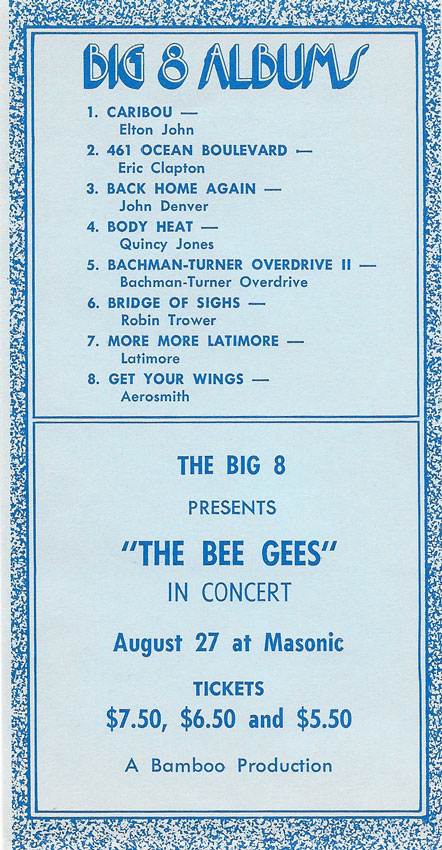 BIG 8 ALBUMS
1. CARIBOU —
Elton John
2. 461 OCEAN BOULEVARD —
Eric Clapton
3. BACK HOME AGAIN —
John Denver
4. BODY HEAT —
Quincy Jones
5. BACHMAN-TURNER OVERDRIVE II —
Bachman-Turner Overdrive
6. BRIDGE OF SIGHS —
Robin Trower
7. MORE MORE LATIMORE —
Latimore
8. GET YOUR WINGS —
Aerosmith
THE BIG 8
PRESENTS
"THE BEE GEES"
IN CONCERT
August 27 at Masonic
TICKETS
$7.50, $6.50 and $5.50
A Bamboo Production